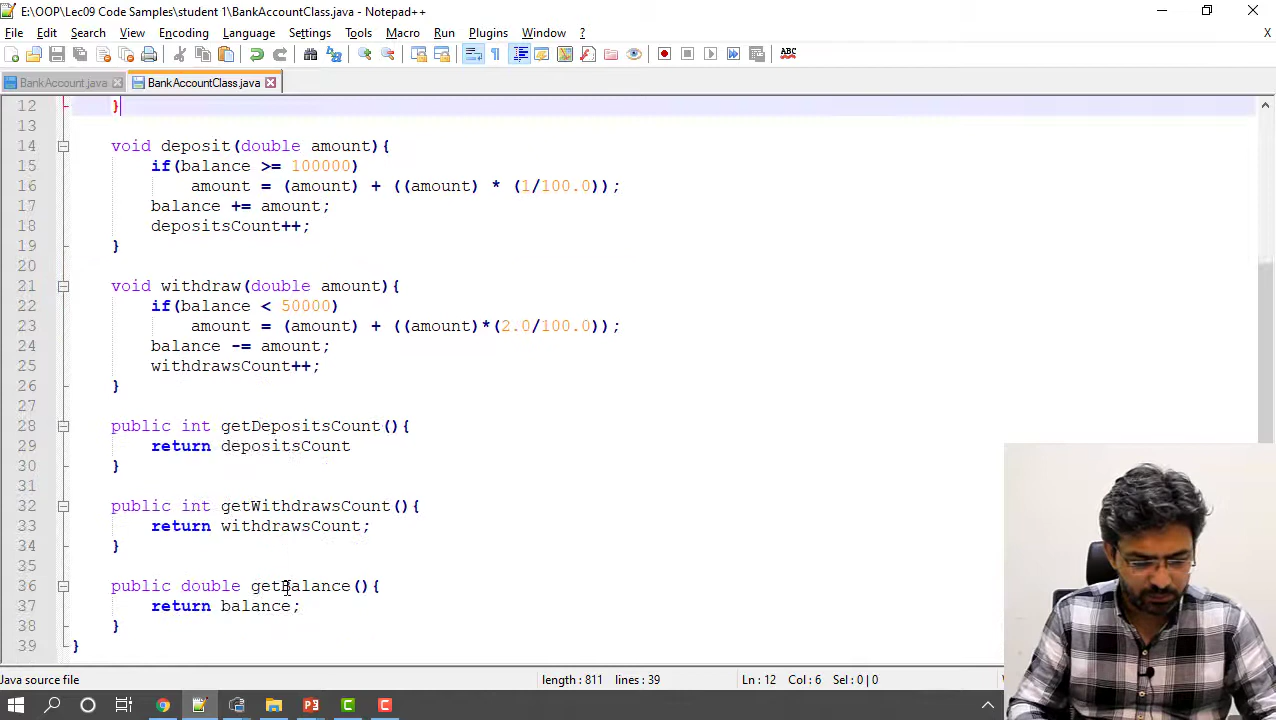 E:\OOP\Lec09 Code Samples\student 1\BankAccountClass.java - Notepad++
File Edit Search View Encoding Language Settings Tools Macro Run Plugins Window ? X
ABC
BankAccount.java BankAccountClass.java
12 }
13
14 void deposit(double amount){
15 if(balance >= 100000)
16 amount = (amount) + ((amount) * (1/100.0));
17 balance += amount;
18 depositsCount++;
19 }
20
21 void withdraw(double amount){
22 if(balance < 50000)
23 amount = (amount) + ((amount)*(2.0/100.0));
24 balance -= amount;
25 withdrawsCount++;
26 }
27
28 public int getDepositsCount(){
29 return depositsCount
30 }
31
32 public int getWithdrawsCount(){
33 return withdrawsCount;
34 }
35
36 public double getBalance(){
37 return balance;
38 }
39 }
Java source file length : 811 lines : 39 Ln : 12 Col : 6 Sel : 0 | 0